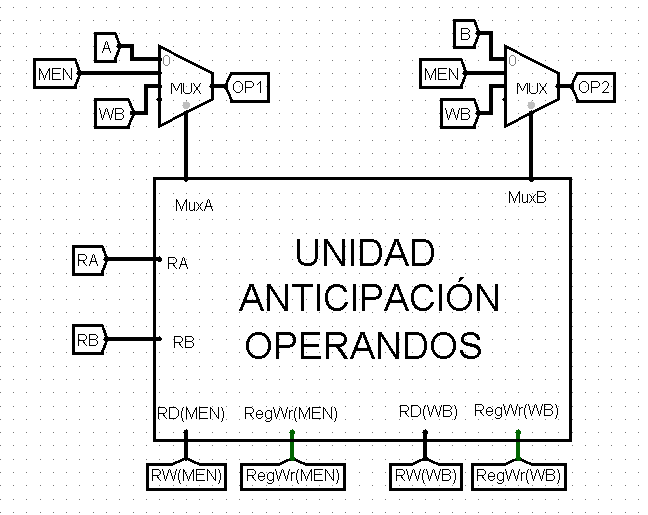 A
0
MEN
MUX
OP1
WB
B
0
MEN
MUX
OP2
WB
MuxA
MuxB
UNIDAD
ANTICIPACIÓN
OPERANDOS
RA
RA
RB
RB
RD(MEN)
RegWr(MEN)
RD(WB)
RegWr(WB)
RW(MEN)
RegWr(MEN)
RW(WB)
RegWr(WB)